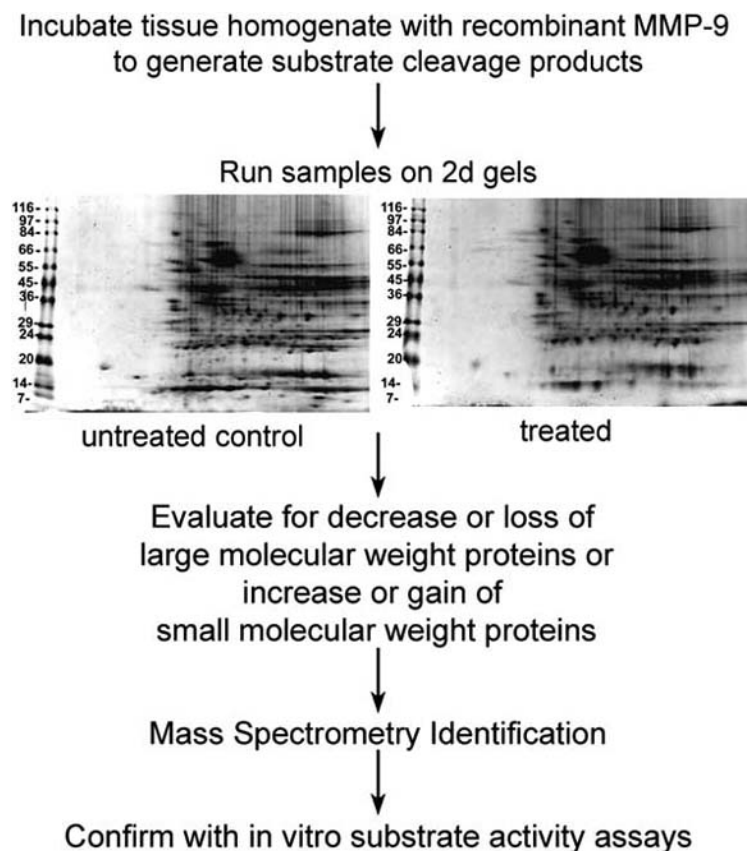 Incubate tissue homogenate with recombinant MMP-9
to generate substrate cleavage products
Run samples on 2d gels
116-
97-
84-
66-
55-
45-
36-
29-
24-
20
14-
7-
116-
97-
84-
66-
55-
45-
36-
29-
24-
20
14-
7-
untreated control
treated
Evaluate for decrease or loss of
large molecular weight proteins or
increase or gain of
small molecular weight proteins
Mass Spectrometry Identification
Confirm with in vitro substrate activity assays